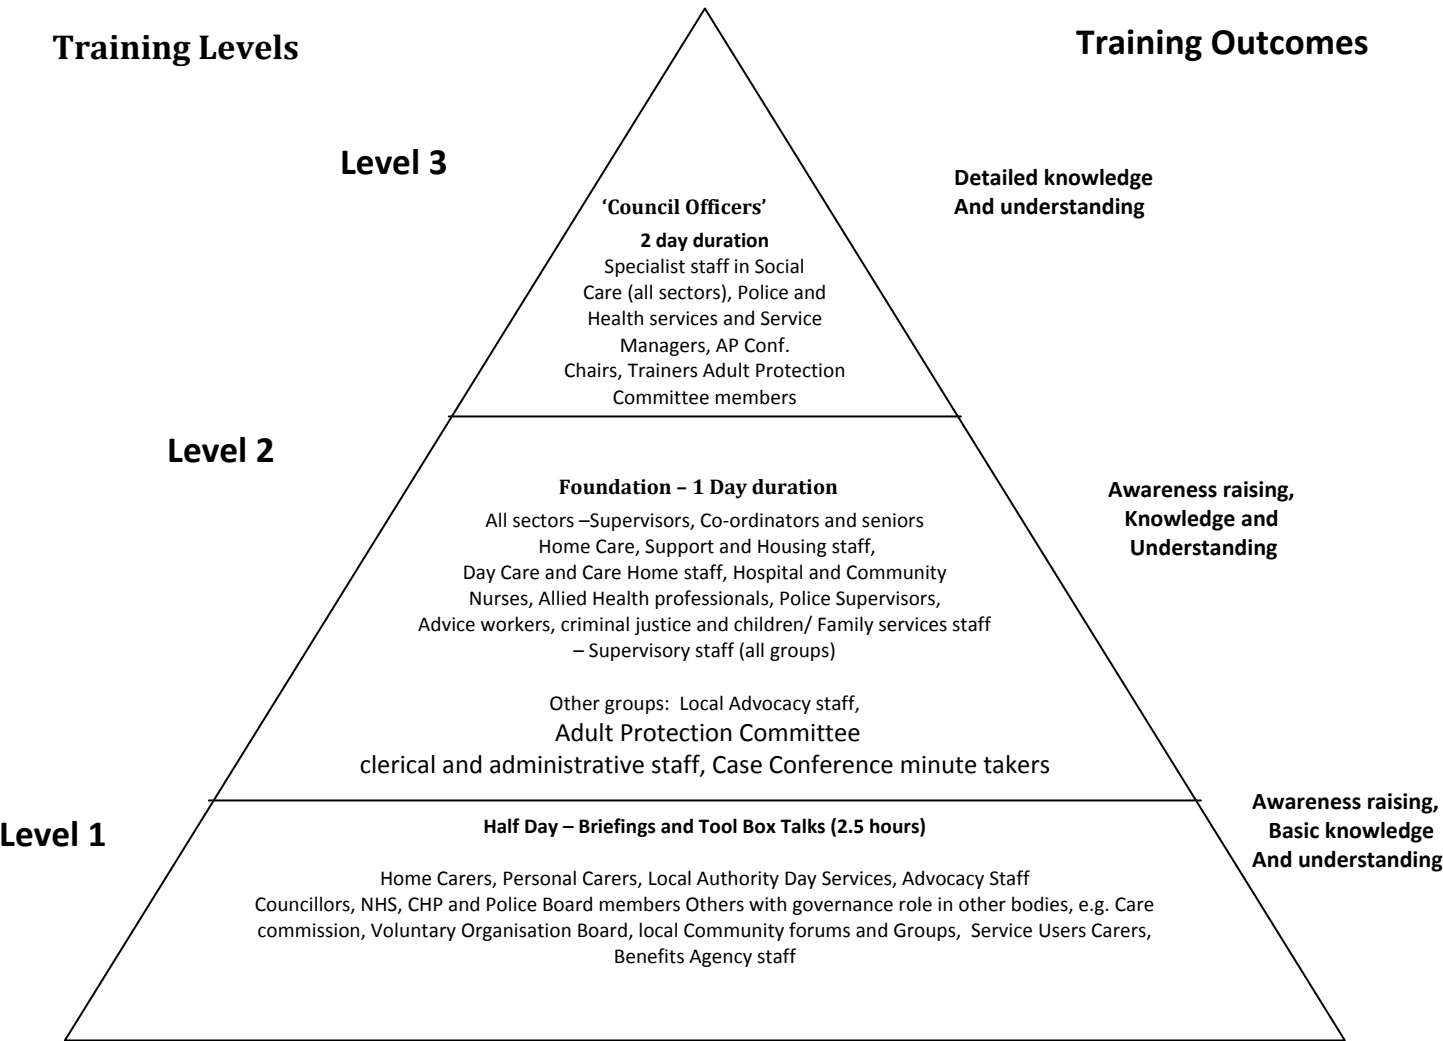 Training Levels
Training Outcomes
Level 3
Detailed knowledge
And understanding
‘Council Officers’
2 day duration
Specialist staff in Social
Care (all sectors), Police and
Health services and Service
Managers, AP Conf.
Chairs, Trainers Adult Protection
Committee members
Level 2
Foundation – 1 Day duration
All sectors –Supervisors, Co-ordinators and seniors
Home Care, Support and Housing staff,
Day Care and Care Home staff, Hospital and Community
Nurses, Allied Health professionals, Police Supervisors,
Advice workers, criminal justice and children/ Family services staff
– Supervisory staff (all groups)
Other groups: Local Advocacy staff,
Adult Protection Committee
clerical and administrative staff, Case Conference minute takers
Awareness raising,
Knowledge and
Understanding
Level 1
Half Day – Briefings and Tool Box Talks (2.5 hours)
Home Carers, Personal Carers, Local Authority Day Services, Advocacy Staff
Councillors, NHS, CHP and Police Board members Others with governance role in other bodies, e.g. Care
commission, Voluntary Organisation Board, local Community forums and Groups, Service Users Carers,
Benefits Agency staff
Awareness raising,
Basic knowledge
And understanding